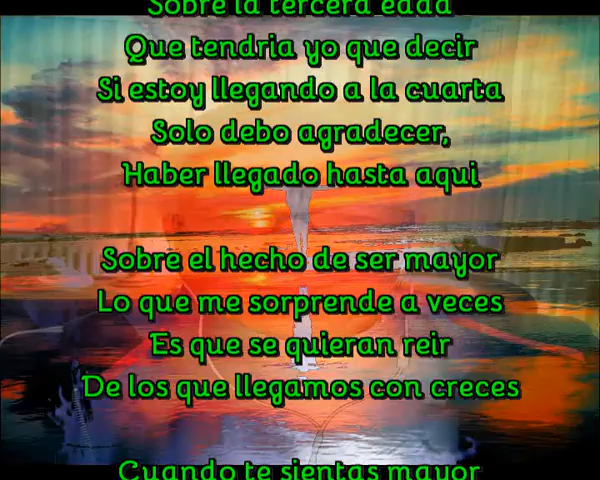 Sobre la tercera edad
Que tendria yo que decir
Si estoy llegando a la cuarta
Solo debo agradecer,
Haber llegado hasta aqui
Sobre el hecho de ser mayor
Lo que me sorprende a veces
Es que se quieran reir
De los que llegamos con creces
Cuando te sientas mayor